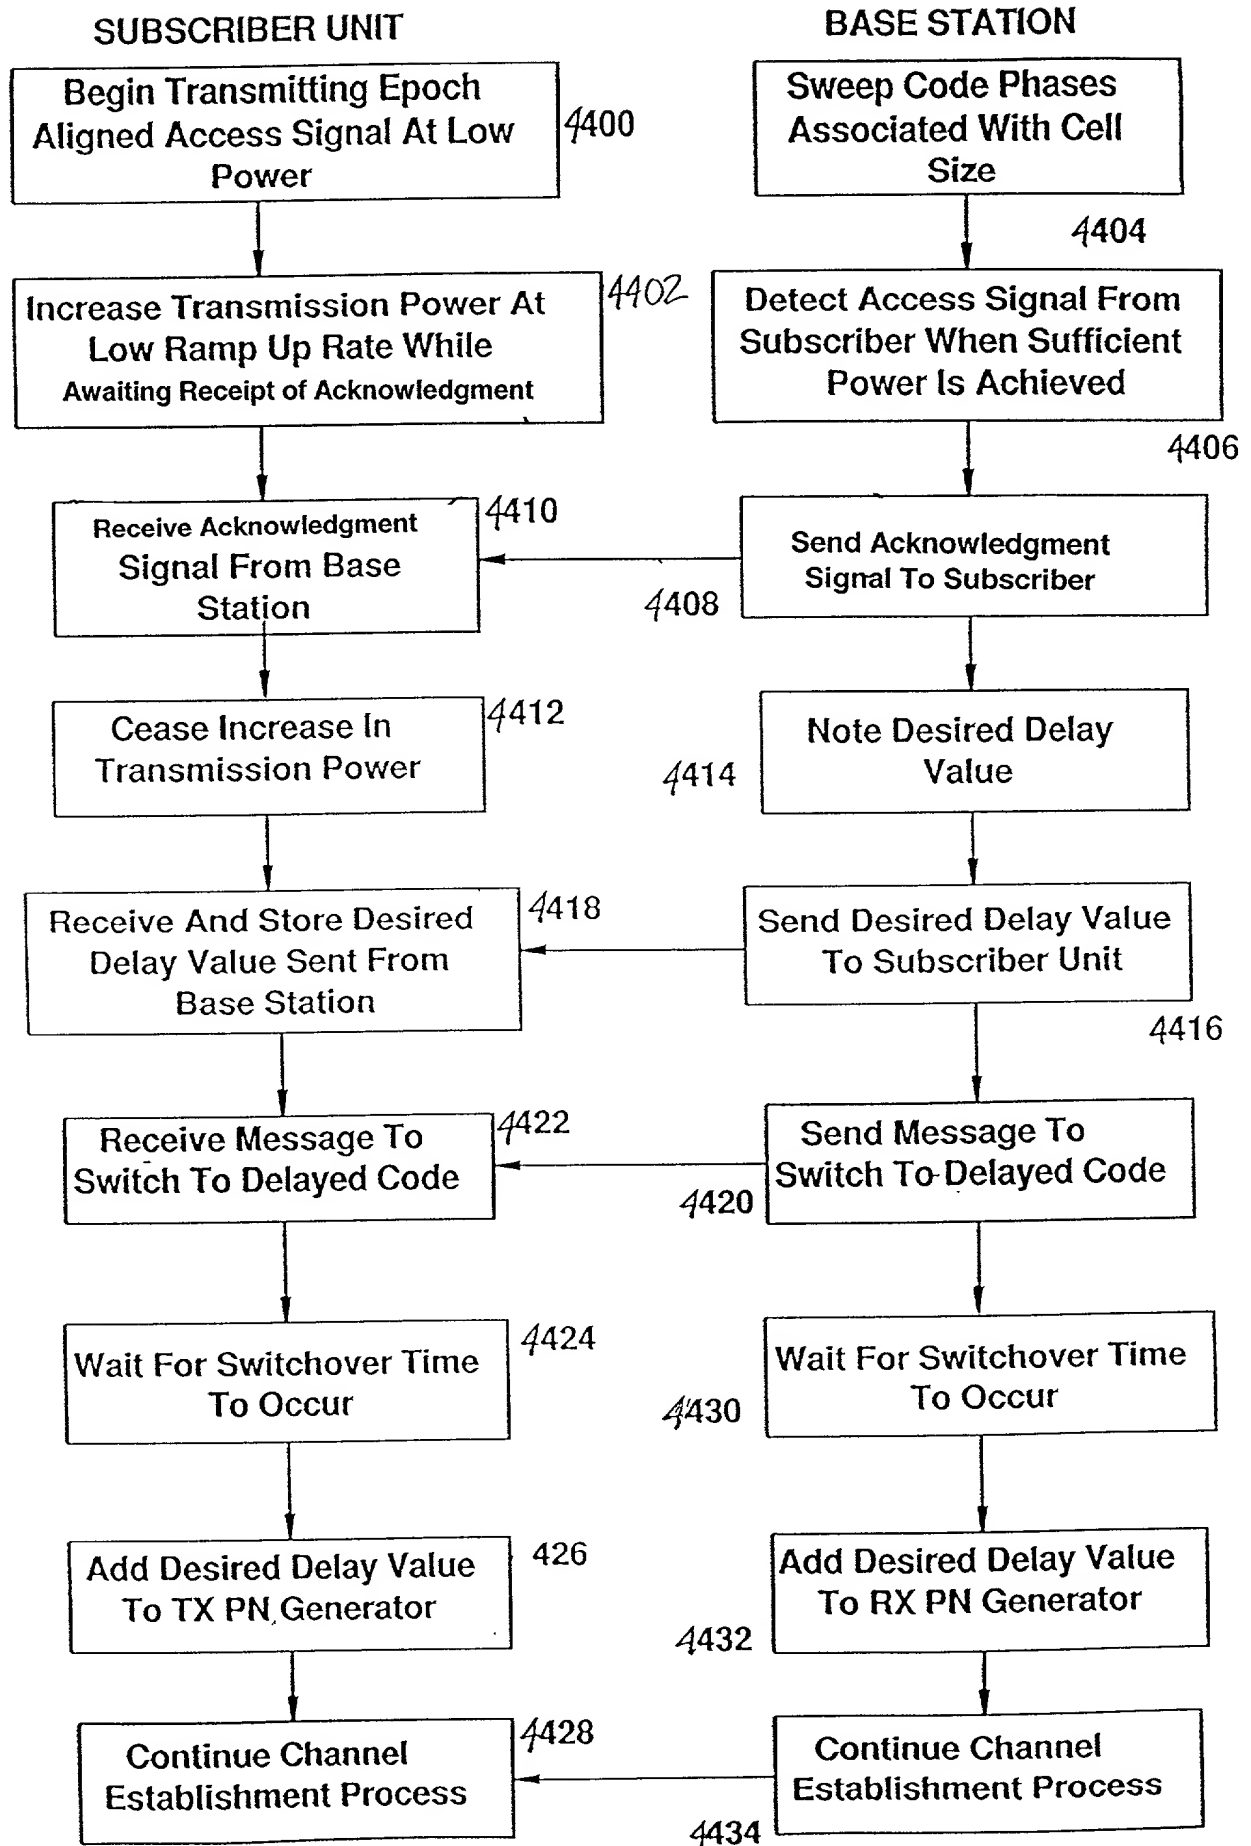 SUBSCRIBER UNIT
BASE STATION
Begin Transmitting Epoch
Aligned Access Signal At Low
Power
4400
Sweep Code Phases
Associated With Cell
Size
4404
Increase Transmission Power At
Low Ramp Up Rate While
Awaiting Receipt of Acknowledgment
4402
Detect Access Signal From
Subscriber When Sufficient
Power Is Achieved
4406
Receive Acknowledgment
Signal From Base
Station
4410
Send Acknowledgment
Signal To Subscriber
4408
Cease Increase In
Transmission Power
4412
Note Desired Delay
Value
4414
Receive And Store Desired
Delay Value Sent From
Base Station
4418
Send Desired Delay Value
To Subscriber Unit
4416
Receive Message To
Switch To Delayed Code
4422
Send Message To
Switch To Delayed Code
4420
Wait For Switchover Time
To Occur
4424
Wait For Switchover Time
To Occur
4430
Add Desired Delay Value
To TX PN Generator
426
Add Desired Delay Value
To RX PN Generator
4432
Continue Channel
Establishment Process
4428
Continue Channel
Establishment Process
4434